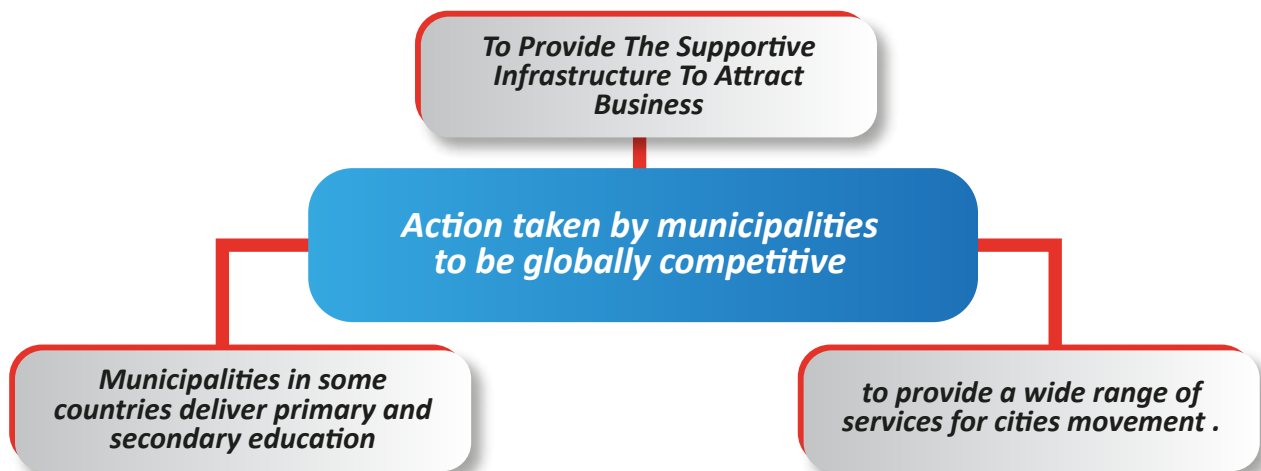 To Provide The Supportive
Infrastructure To Attract
Business
Action taken by municipalities
to be globally competitive
Municipalities in some
countries deliver primary and
secondary education
to provide a wide range of
services for cities movement .